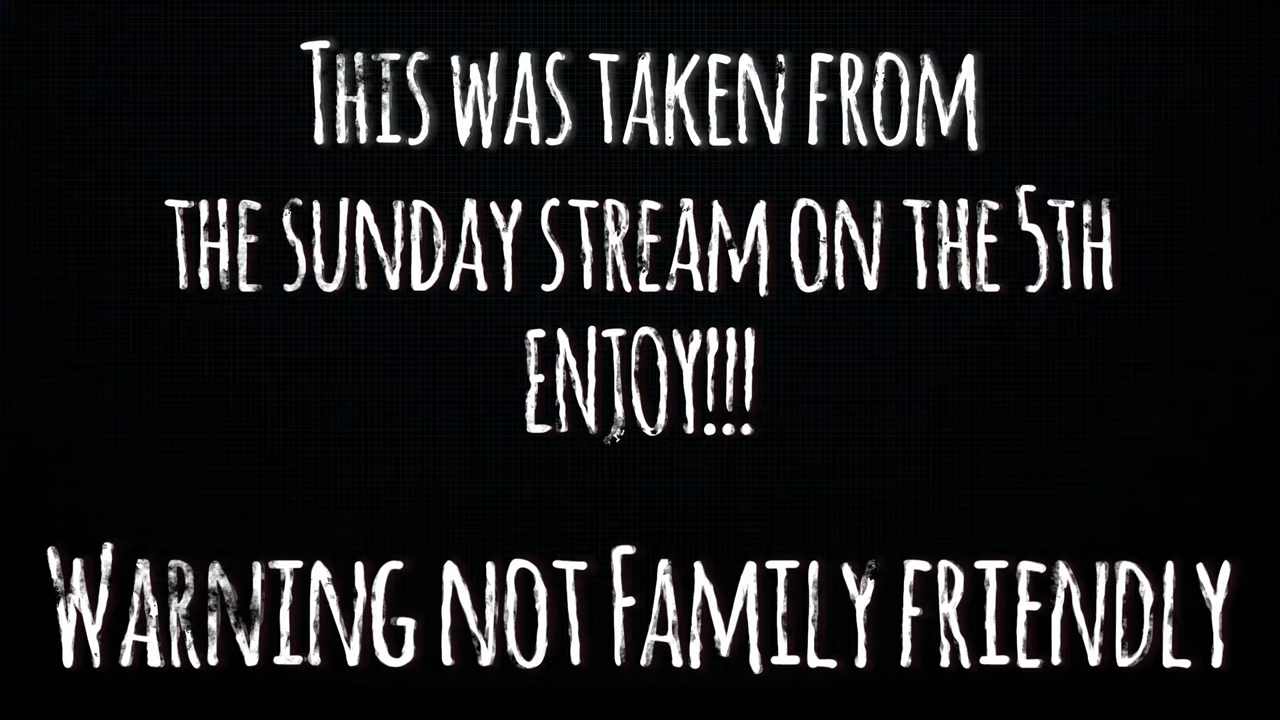 This was taken from
the sunday stream on the 5th
enjoy!!!
Warning not Family friendly